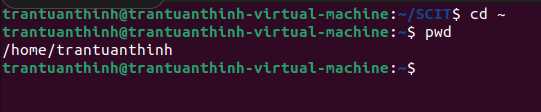 trantuanthinh@trantuanthinh-virtual-machine:~/SCIT$ cd ~
trantuanthinh@trantuanthinh-virtual-machine:~$ pwd
/home/trantuanthinh
trantuanthinh@trantuanthinh-virtual-machine:~$